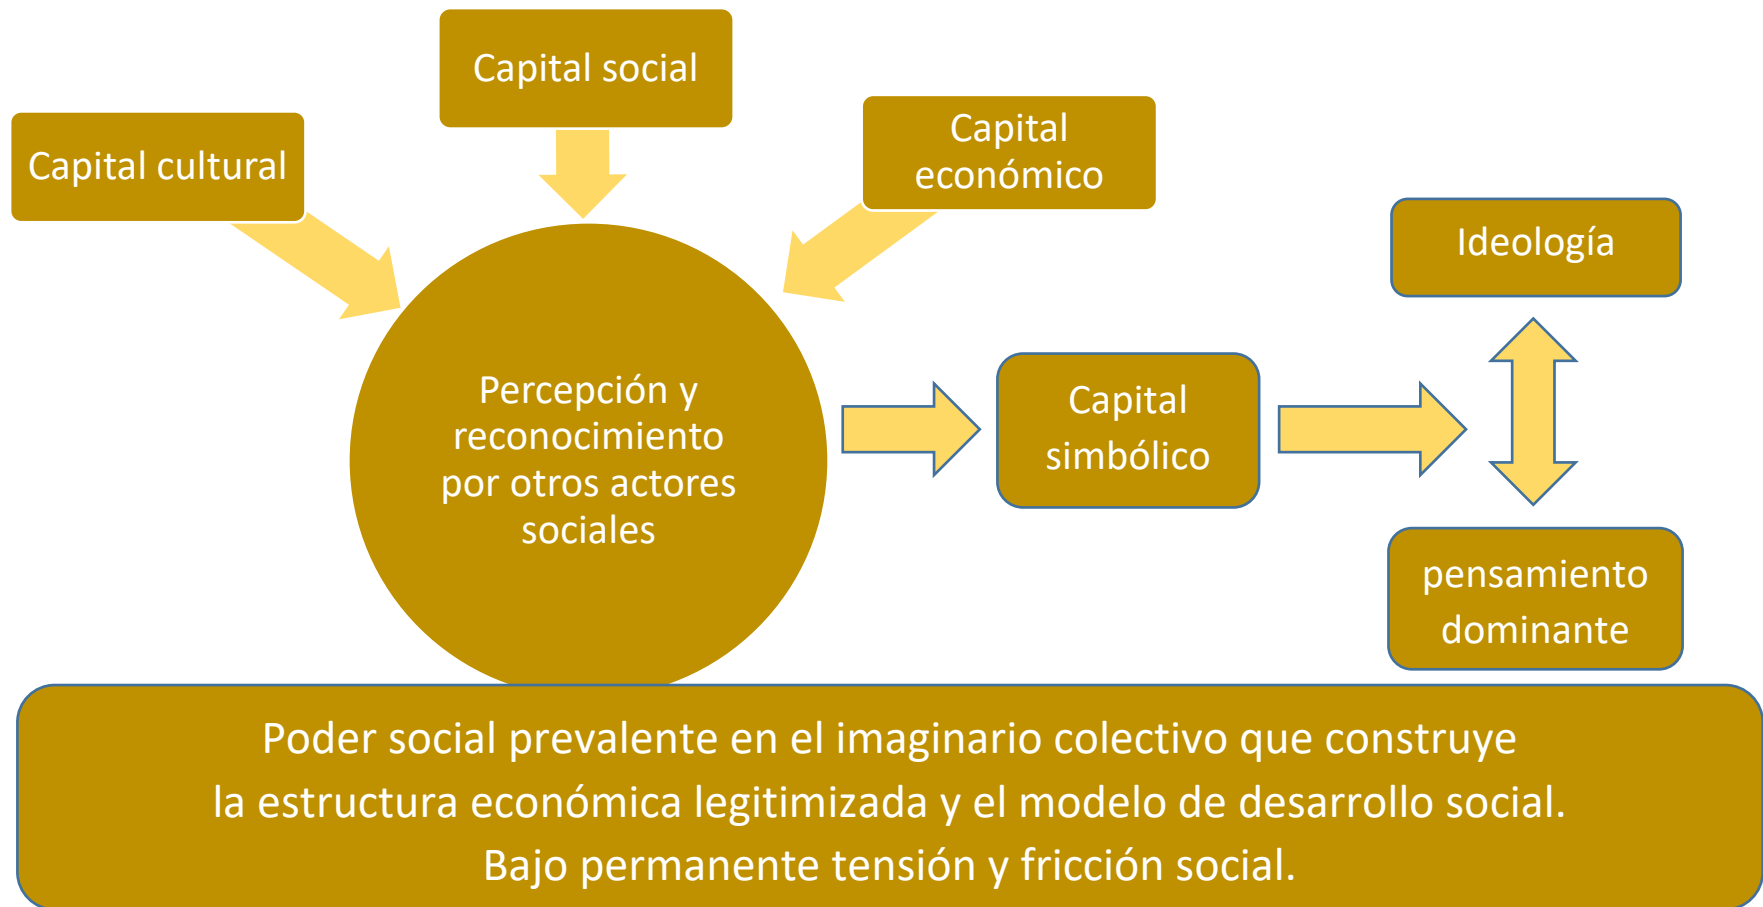 Capital social
Capital cultural
Capital
económico
Ideología
Percepción y
reconocimiento
por otros actores
sociales
Capital
simbólico
pensamiento
dominante
Poder social prevalente en el imaginario colectivo que construye
la estructura económica legitimizada y el modelo de desarrollo social.
Bajo permanente tensión y fricción social.